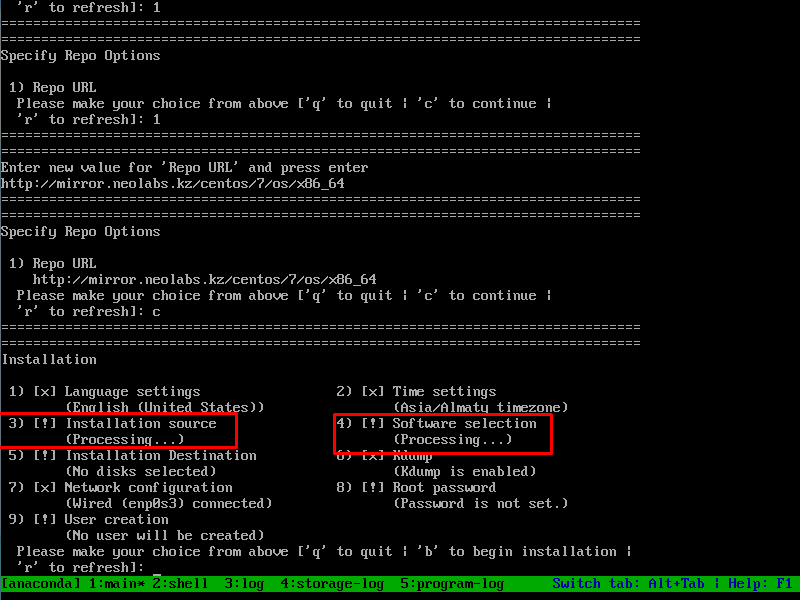 'r' to refresh]: 1
================================================================================
================================================================================
Specify Repo Options

1) Repo URL
Please make your choice from above ['q' to quit | 'c' to continue |
'r' to refresh]: 1
================================================================================
================================================================================
Enter new value for 'Repo URL' and press enter
http://mirror.neolabs.kz/centos/7/os/x86_64
================================================================================
================================================================================
Specify Repo Options

1) Repo URL
http://mirror.neolabs.kz/centos/7/os/x86_64
Please make your choice from above ['q' to quit | 'c' to continue |
'r' to refresh]: c
================================================================================
================================================================================
Installation

1) [x] Language settings 2) [x] Time settings
(English (United States)) (Asia/Almaty timezone)
3) [!] Installation source 4) [!] Software selection
(Processing...) (Processing...)
5) [!] Installation Destination 6) [x] Kdump
(No disks selected) (Kdump is enabled)
7) [x] Network configuration 8) [!] Root password
(Wired (enp0s3) connected) (Password is not set.)
9) [!] User creation
(No user will be created)
Please make your choice from above ['q' to quit | 'b' to begin installation |
'r' to refresh]: _
[anaconda] 1:main* 2:shell 3:log 4:storage-log 5:program-log Switch tab: Alt+Tab | Help: F1